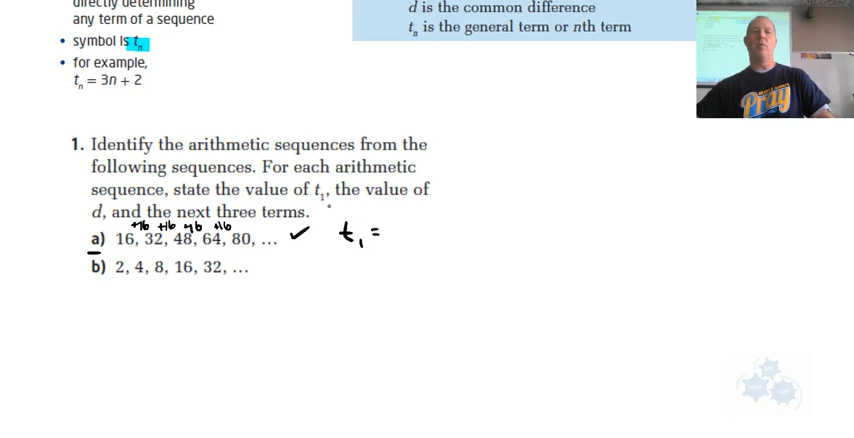 directly determining
any term of a sequence
• symbol is tₙ
• for example,
tₙ = 3n + 2
d is the common difference
tₙ is the general term or nth term
Pray
1. Identify the arithmetic sequences from the
following sequences. For each arithmetic
sequence, state the value of t₁, the value of
d, and the next three terms.
+16 +16 +16 +16
a) 16, 32, 48, 64, 80, … ✓ t₁ =
b) 2, 4, 8, 16, 32, …